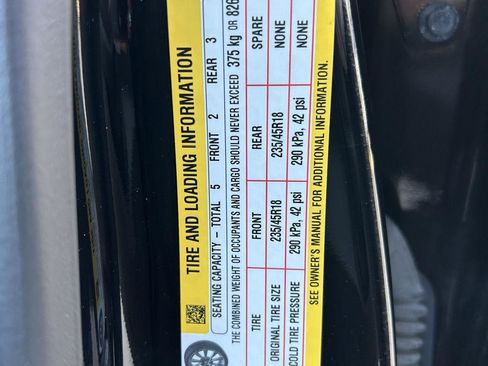 TIRE AND LOADING INFORMATION
SEATING CAPACITY – TOTAL 5 FRONT 2 REAR 3
THE COMBINED WEIGHT OF OCCUPANTS AND CARGO SHOULD NEVER EXCEED 375 kg OR 826
TIRE FRONT REAR SPARE
ORIGINAL TIRE SIZE 235/45R18 235/45R18 NONE
COLD TIRE PRESSURE 290 kPa, 42 psi 290 kPa, 42 psi NONE
SEE OWNER'S MANUAL FOR ADDITIONAL INFORMATION.